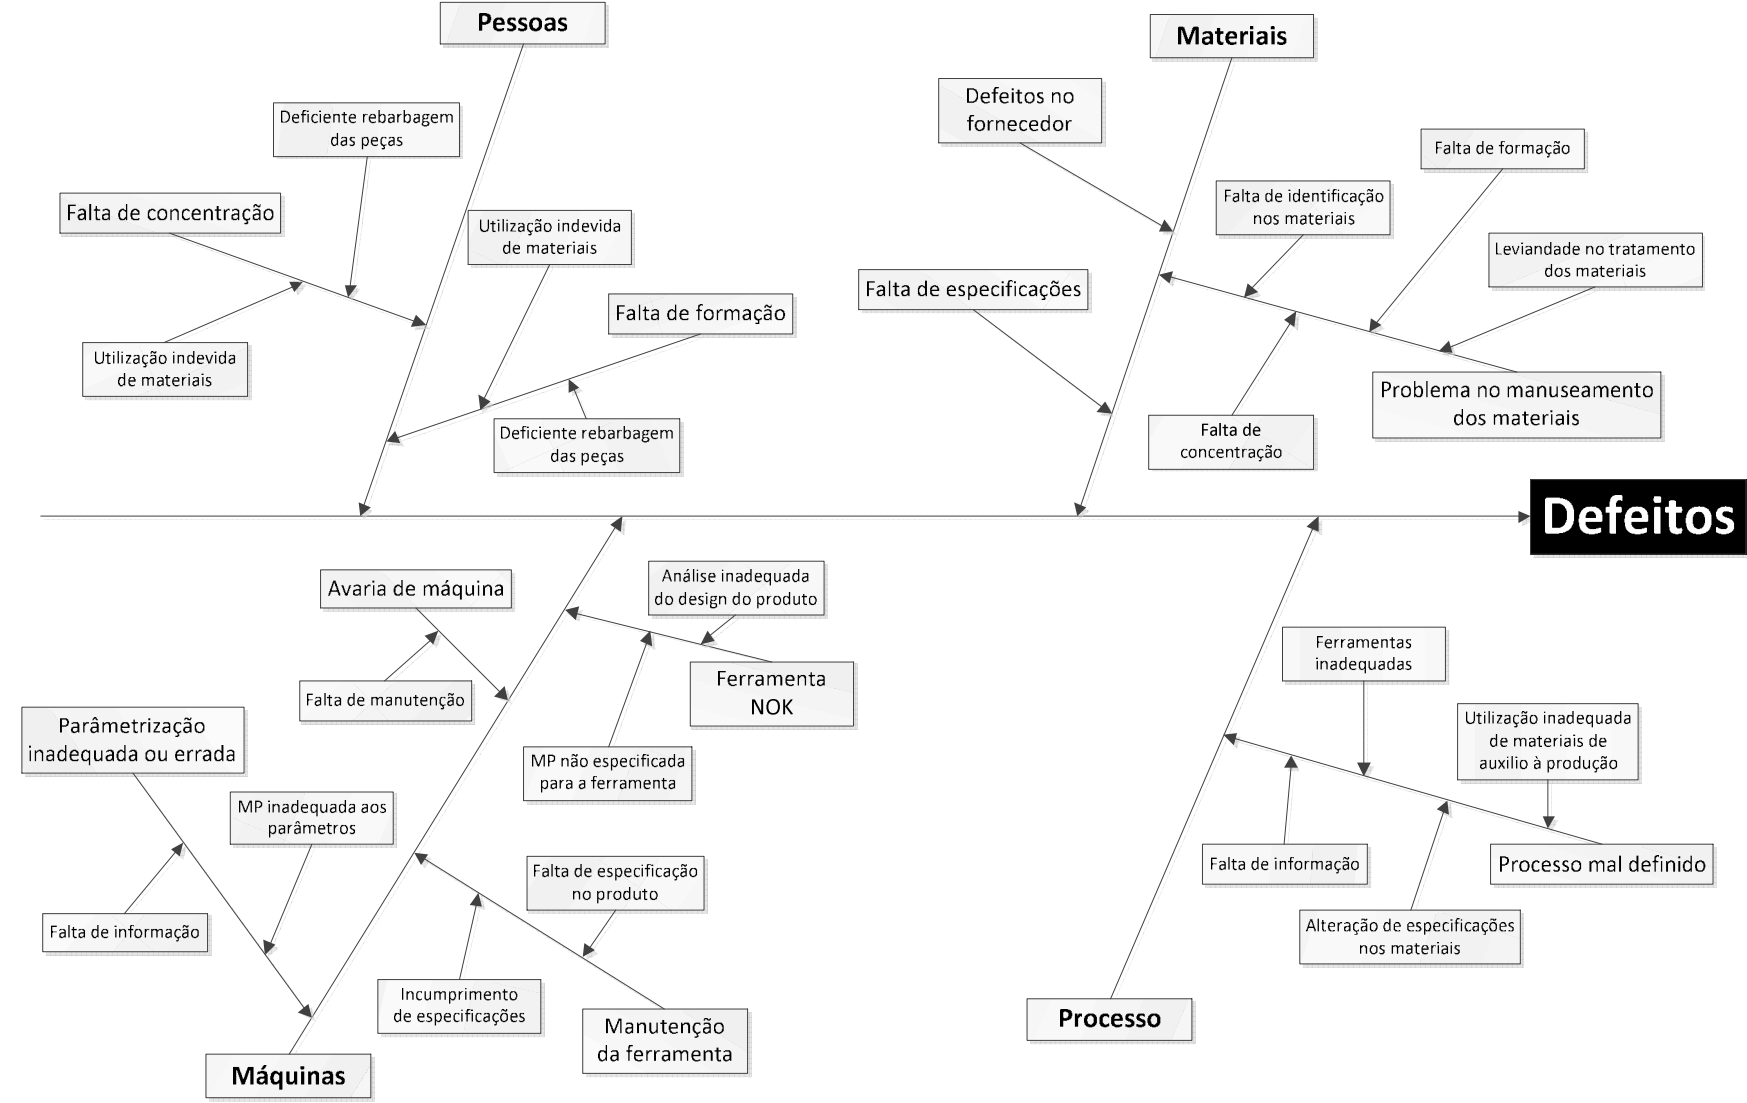 Pessoas
Materiais
Deficiente rebarbagem
das peças
Defeitos no
fornecedor
Falta de formação
Falta de concentração
Utilização indevida
de materiais
Falta de identificação
nos materiais
Leviandade no tratamento
dos materiais
Falta de especificações
Falta de formação
Utilização indevida
de materiais
Problema no manuseamento
dos materiais
Deficiente rebarbagem
das peças
Falta de
concentração
Defeitos
Avaria de máquina
Análise inadequada
do design do produto
Ferramentas
inadequadas
Falta de manutenção
Ferramenta
NOK
Parâmetrização
inadequada ou errada
Utilização inadequada
de materiais de
auxilio à produção
MP não especificada
para a ferramenta
MP inadequada aos
parâmetros
Falta de especificação
no produto
Falta de informação
Processo mal definido
Falta de informação
Alteração de especificações
nos materiais
Incumprimento
de especificações
Manutenção
da ferramenta
Processo
Máquinas